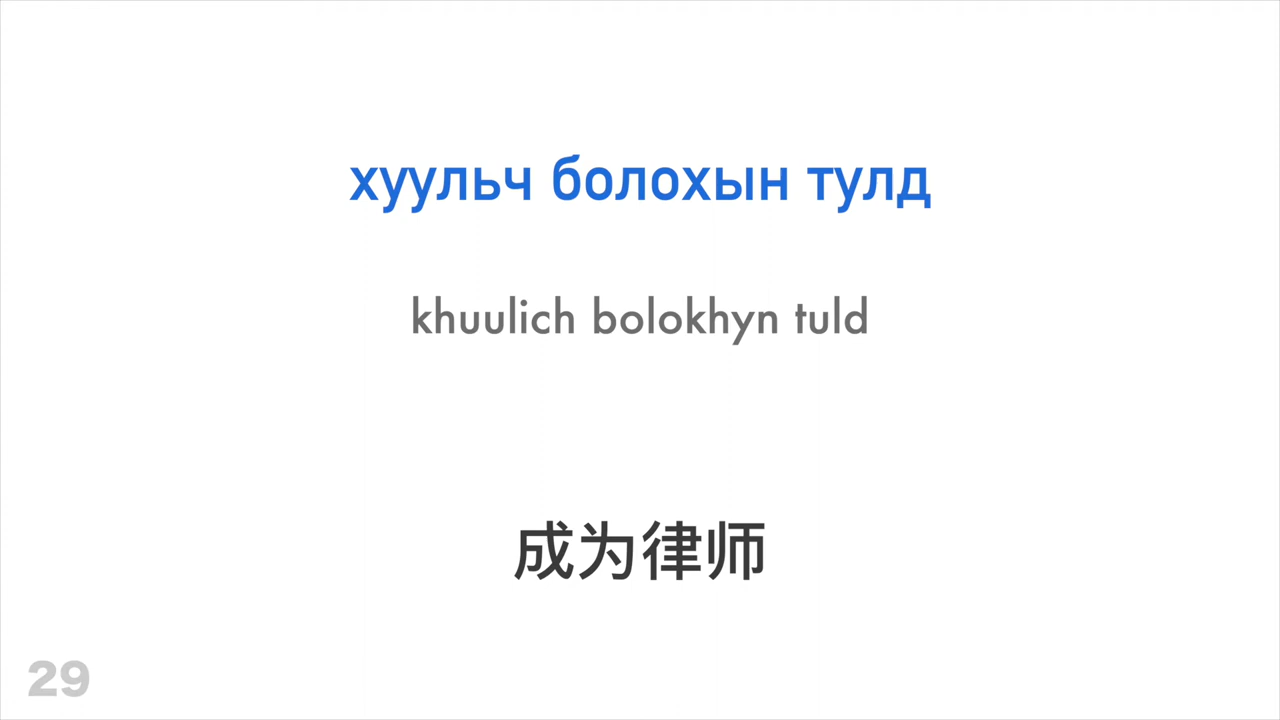 хуульч болохын тулд
khuulich bolokhyn tuld
成为律师
29